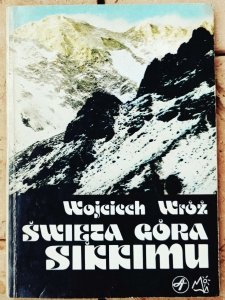 Wojciech Wróż
ŚWIĘTA GÓRA
SIKKIMU